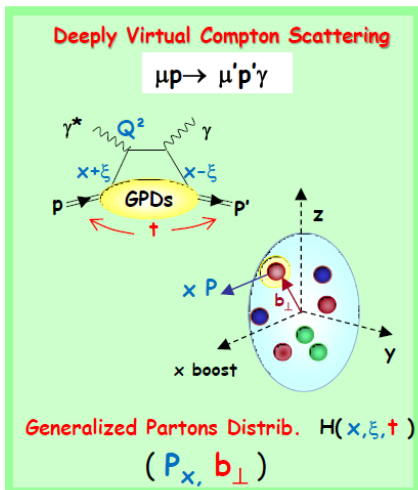 Deeply Virtual Compton Scattering
μp→ μ′p′γ
γ* Q² γ
x+ξ x-ξ
p GPDs P′
t
z
x P
b⊥
y
x boost
Generalized Partons Distrib. H( x,ξ,t )
( Pₓ, b⊥ )